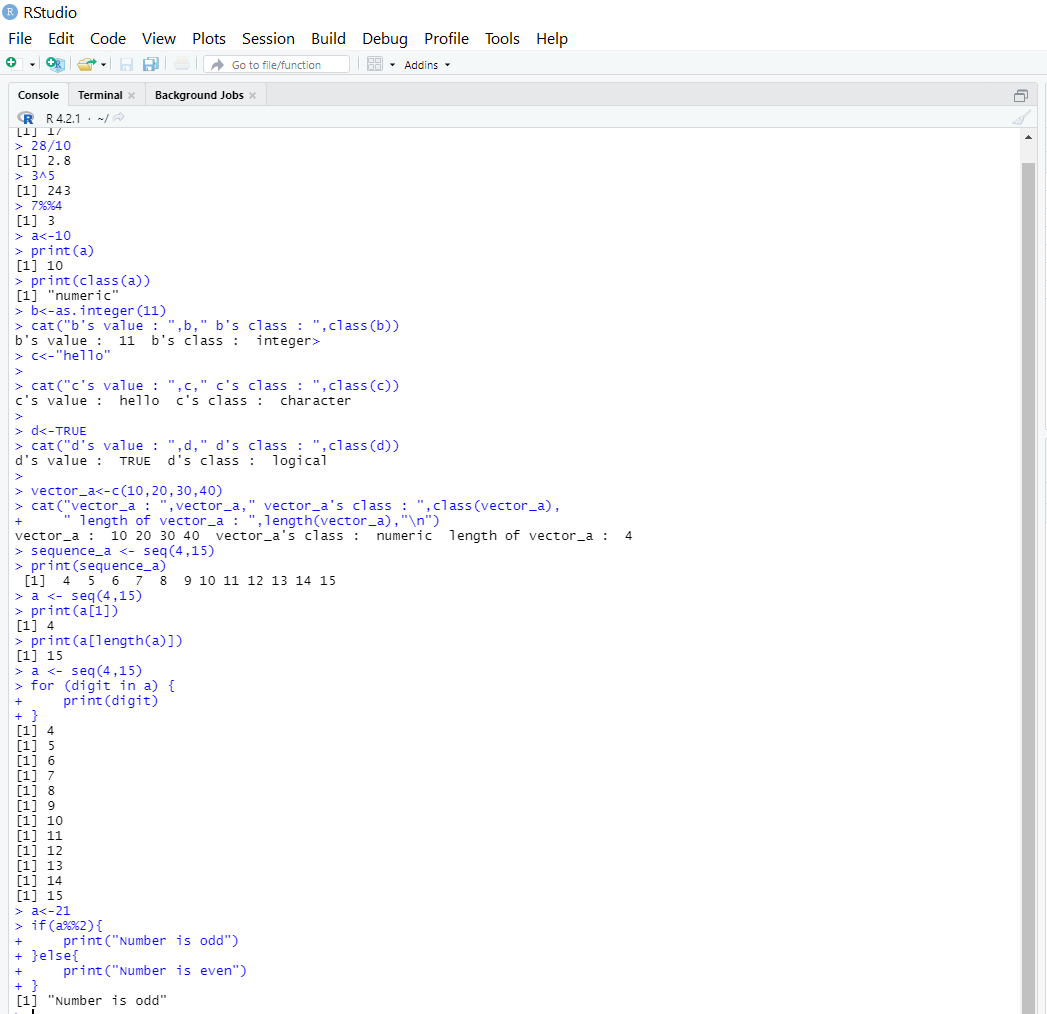 RStudio
File Edit Code View Plots Session Build Debug Profile Tools Help
Go to file/function Addins
Console Terminal Background Jobs
R 4.2.1 · ~/
[1] 17
> 28/10
[1] 2.8
> 3^5
[1] 243
> 7%%4
[1] 3
> a<-10
> print(a)
[1] 10
> print(class(a))
[1] "numeric"
> b<-as.integer(11)
> cat("b's value : ",b," b's class : ",class(b))
b's value :  11  b's class :  integer>
> c<-"hello"
>
> cat("c's value : ",c," c's class : ",class(c))
c's value :  hello  c's class :  character
>
> d<-TRUE
> cat("d's value : ",d," d's class : ",class(d))
d's value :  TRUE  d's class :  logical
>
> vector_a<-c(10,20,30,40)
> cat("vector_a : ",vector_a," vector_a's class : ",class(vector_a),
+     " length of vector_a : ",length(vector_a),"\n")
vector_a :  10 20 30 40  vector_a's class :  numeric  length of vector_a :  4
> sequence_a <- seq(4,15)
> print(sequence_a)
 [1]  4  5  6  7  8  9 10 11 12 13 14 15
> a <- seq(4,15)
> print(a[1])
[1] 4
> print(a[length(a)])
[1] 15
> a <- seq(4,15)
> for (digit in a) {
+     print(digit)
+ }
[1] 4
[1] 5
[1] 6
[1] 7
[1] 8
[1] 9
[1] 10
[1] 11
[1] 12
[1] 13
[1] 14
[1] 15
> a<-21
> if(a%%2){
+     print("Number is odd")
+ }else{
+     print("Number is even")
+ }
[1] "Number is odd"